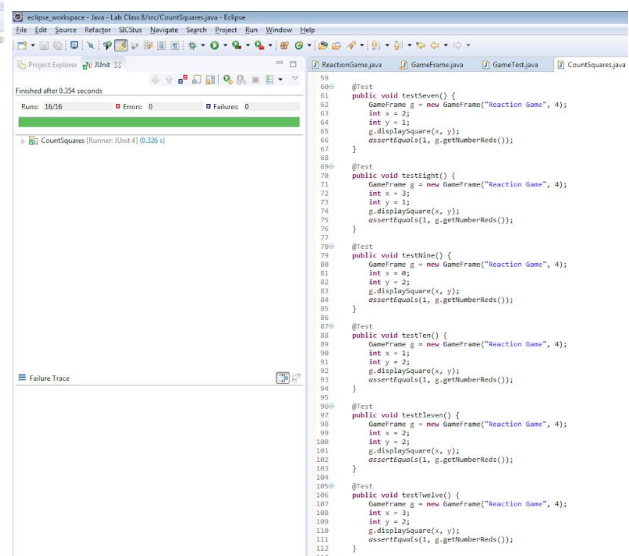 eclipse_workspace - Java - Lab Class 8/src/CountSquares.java - Eclipse
File Edit Source Refactor SICStus Navigate Search Project Run Window Help
Project Explorer JUnit
Finished after 0.354 seconds
Runs: 16/16 Errors: 0 Failures: 0
CountSquares [Runner: JUnit 4] (0.326 s)
Failure Trace
ReactionGame.java GameFrame.java GameTest.java CountSquares.java
59
60 @Test
61 public void testSeven() {
62 GameFrame g = new GameFrame("Reaction Game", 4);
63 int x = 2;
64 int y = 1;
65 g.displaySquare(x, y);
66 assertEquals(1, g.getNumberReds());
67 }
68
69 @Test
70 public void testEight() {
71 GameFrame g = new GameFrame("Reaction Game", 4);
72 int x = 3;
73 int y = 1;
74 g.displaySquare(x, y);
75 assertEquals(1, g.getNumberReds());
76 }
77
78 @Test
79 public void testNine() {
80 GameFrame g = new GameFrame("Reaction Game", 4);
81 int x = 0;
82 int y = 2;
83 g.displaySquare(x, y);
84 assertEquals(1, g.getNumberReds());
85 }
86
87 @Test
88 public void testTen() {
89 GameFrame g = new GameFrame("Reaction Game", 4);
90 int x = 1;
91 int y = 2;
92 g.displaySquare(x, y);
93 assertEquals(1, g.getNumberReds());
94 }
95
96 @Test
97 public void testEleven() {
98 GameFrame g = new GameFrame("Reaction Game", 4);
99 int x = 2;
100 int y = 2;
101 g.displaySquare(x, y);
102 assertEquals(1, g.getNumberReds());
103 }
104
105 @Test
106 public void testTwelve() {
107 GameFrame g = new GameFrame("Reaction Game", 4);
108 int x = 3;
109 int y = 2;
110 g.displaySquare(x, y);
111 assertEquals(1, g.getNumberReds());
112 }